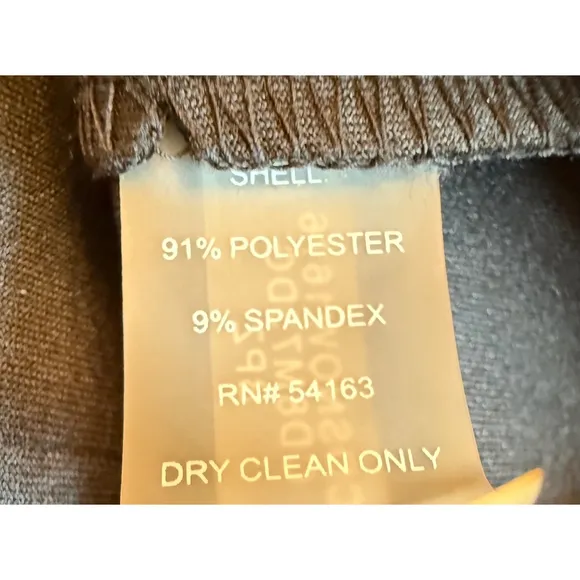 SHELL:
91% POLYESTER
9% SPANDEX
RN# 54163
DRY CLEAN ONLY